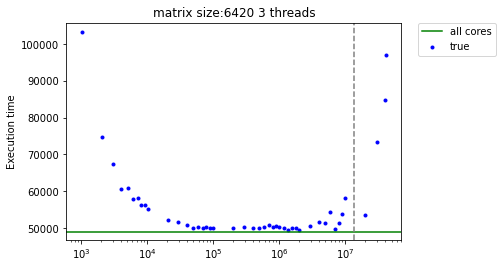 matrix size:6420 3 threads
all cores
true
Execution time
100000
90000
80000
70000
60000
50000
10³
10⁴
10⁵
10⁶
10⁷